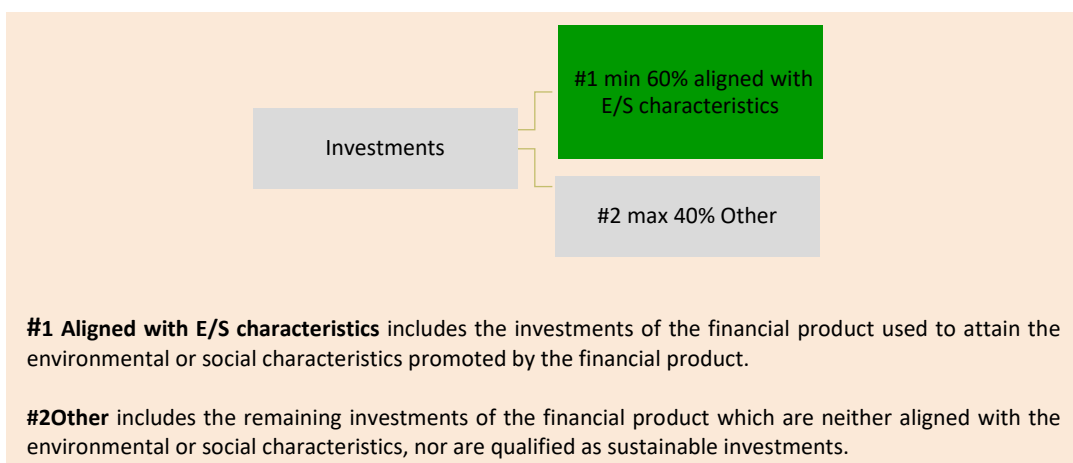 #1 min 60% aligned with
E/S characteristics
Investments
#2 max 40% Other
#1 Aligned with E/S characteristics includes the investments of the financial product used to attain the
environmental or social characteristics promoted by the financial product.
#2Other includes the remaining investments of the financial product which are neither aligned with the
environmental or social characteristics, nor are qualified as sustainable investments.